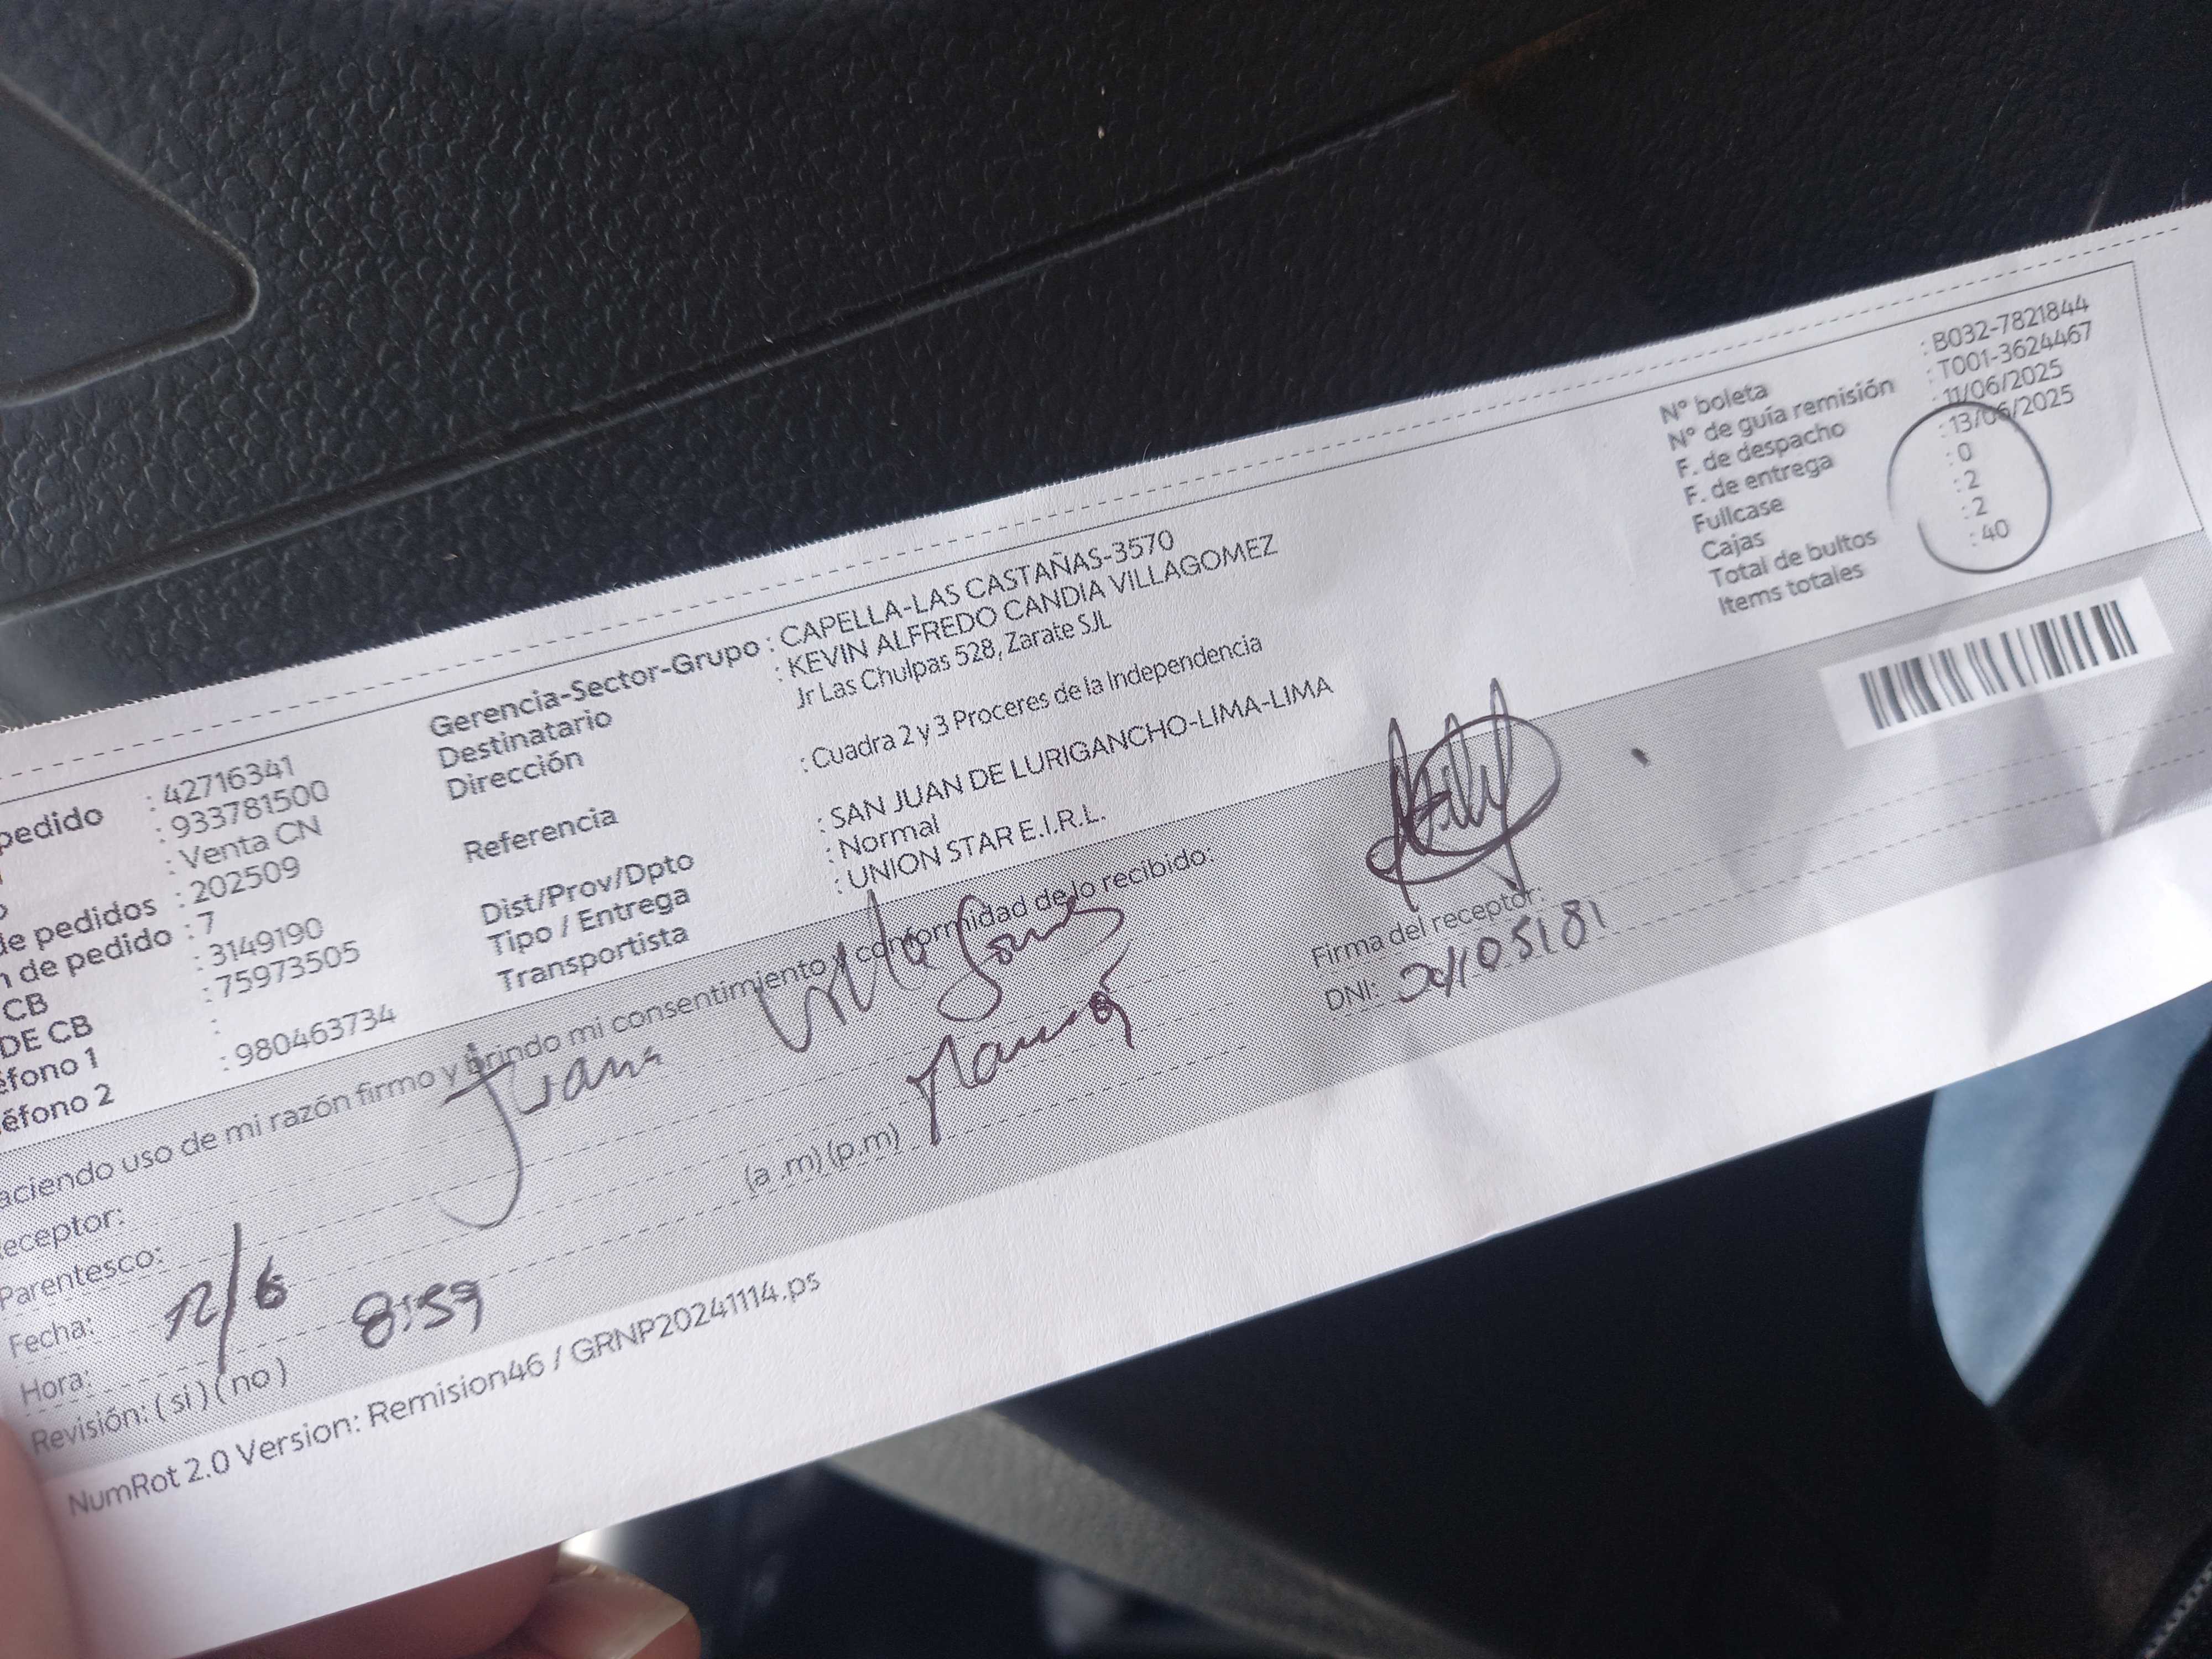 pedido : 42716341
: 933781500
: Venta CN
de pedidos : 202509
n de pedido : 7
CB : 3149190
DE CB : 75973505
éfono 1 :
éfono 2 : 980463734
Gerencia-Sector-Grupo : CAPELLA-LAS CASTAÑAS-3570
Destinatario : KEVIN ALFREDO CANDIA VILLAGOMEZ
Dirección Jr Las Chulpas 528, Zarate SJL
Referencia : Cuadra 2 y 3 Proceres de la Independencia
Dist/Prov/Dpto : SAN JUAN DE LURIGANCHO-LIMA-LIMA
Tipo / Entrega : Normal
Transportista : UNION STAR E.I.R.L.
N° boleta : B032-7821844
N° de guía remisión : T001-3624467
F. de despacho : 11/06/2025
F. de entrega : 13/06/2025
Fullcase : 0
Cajas : 2
Total de bultos : 2
Items totales : 40
aciendo uso de mi razón firmo y brindo mi consentimiento y conformidad de lo recibido.
eceptor: Juana
Parentesco:
Fecha: 12/6
Hora: 8:59 (a .m) (p.m)
Revisión: ( si ) ( no )
Firma del receptor:
DNI:
NumRot 2.0 Version: Remision46 / GRNP20241114.ps